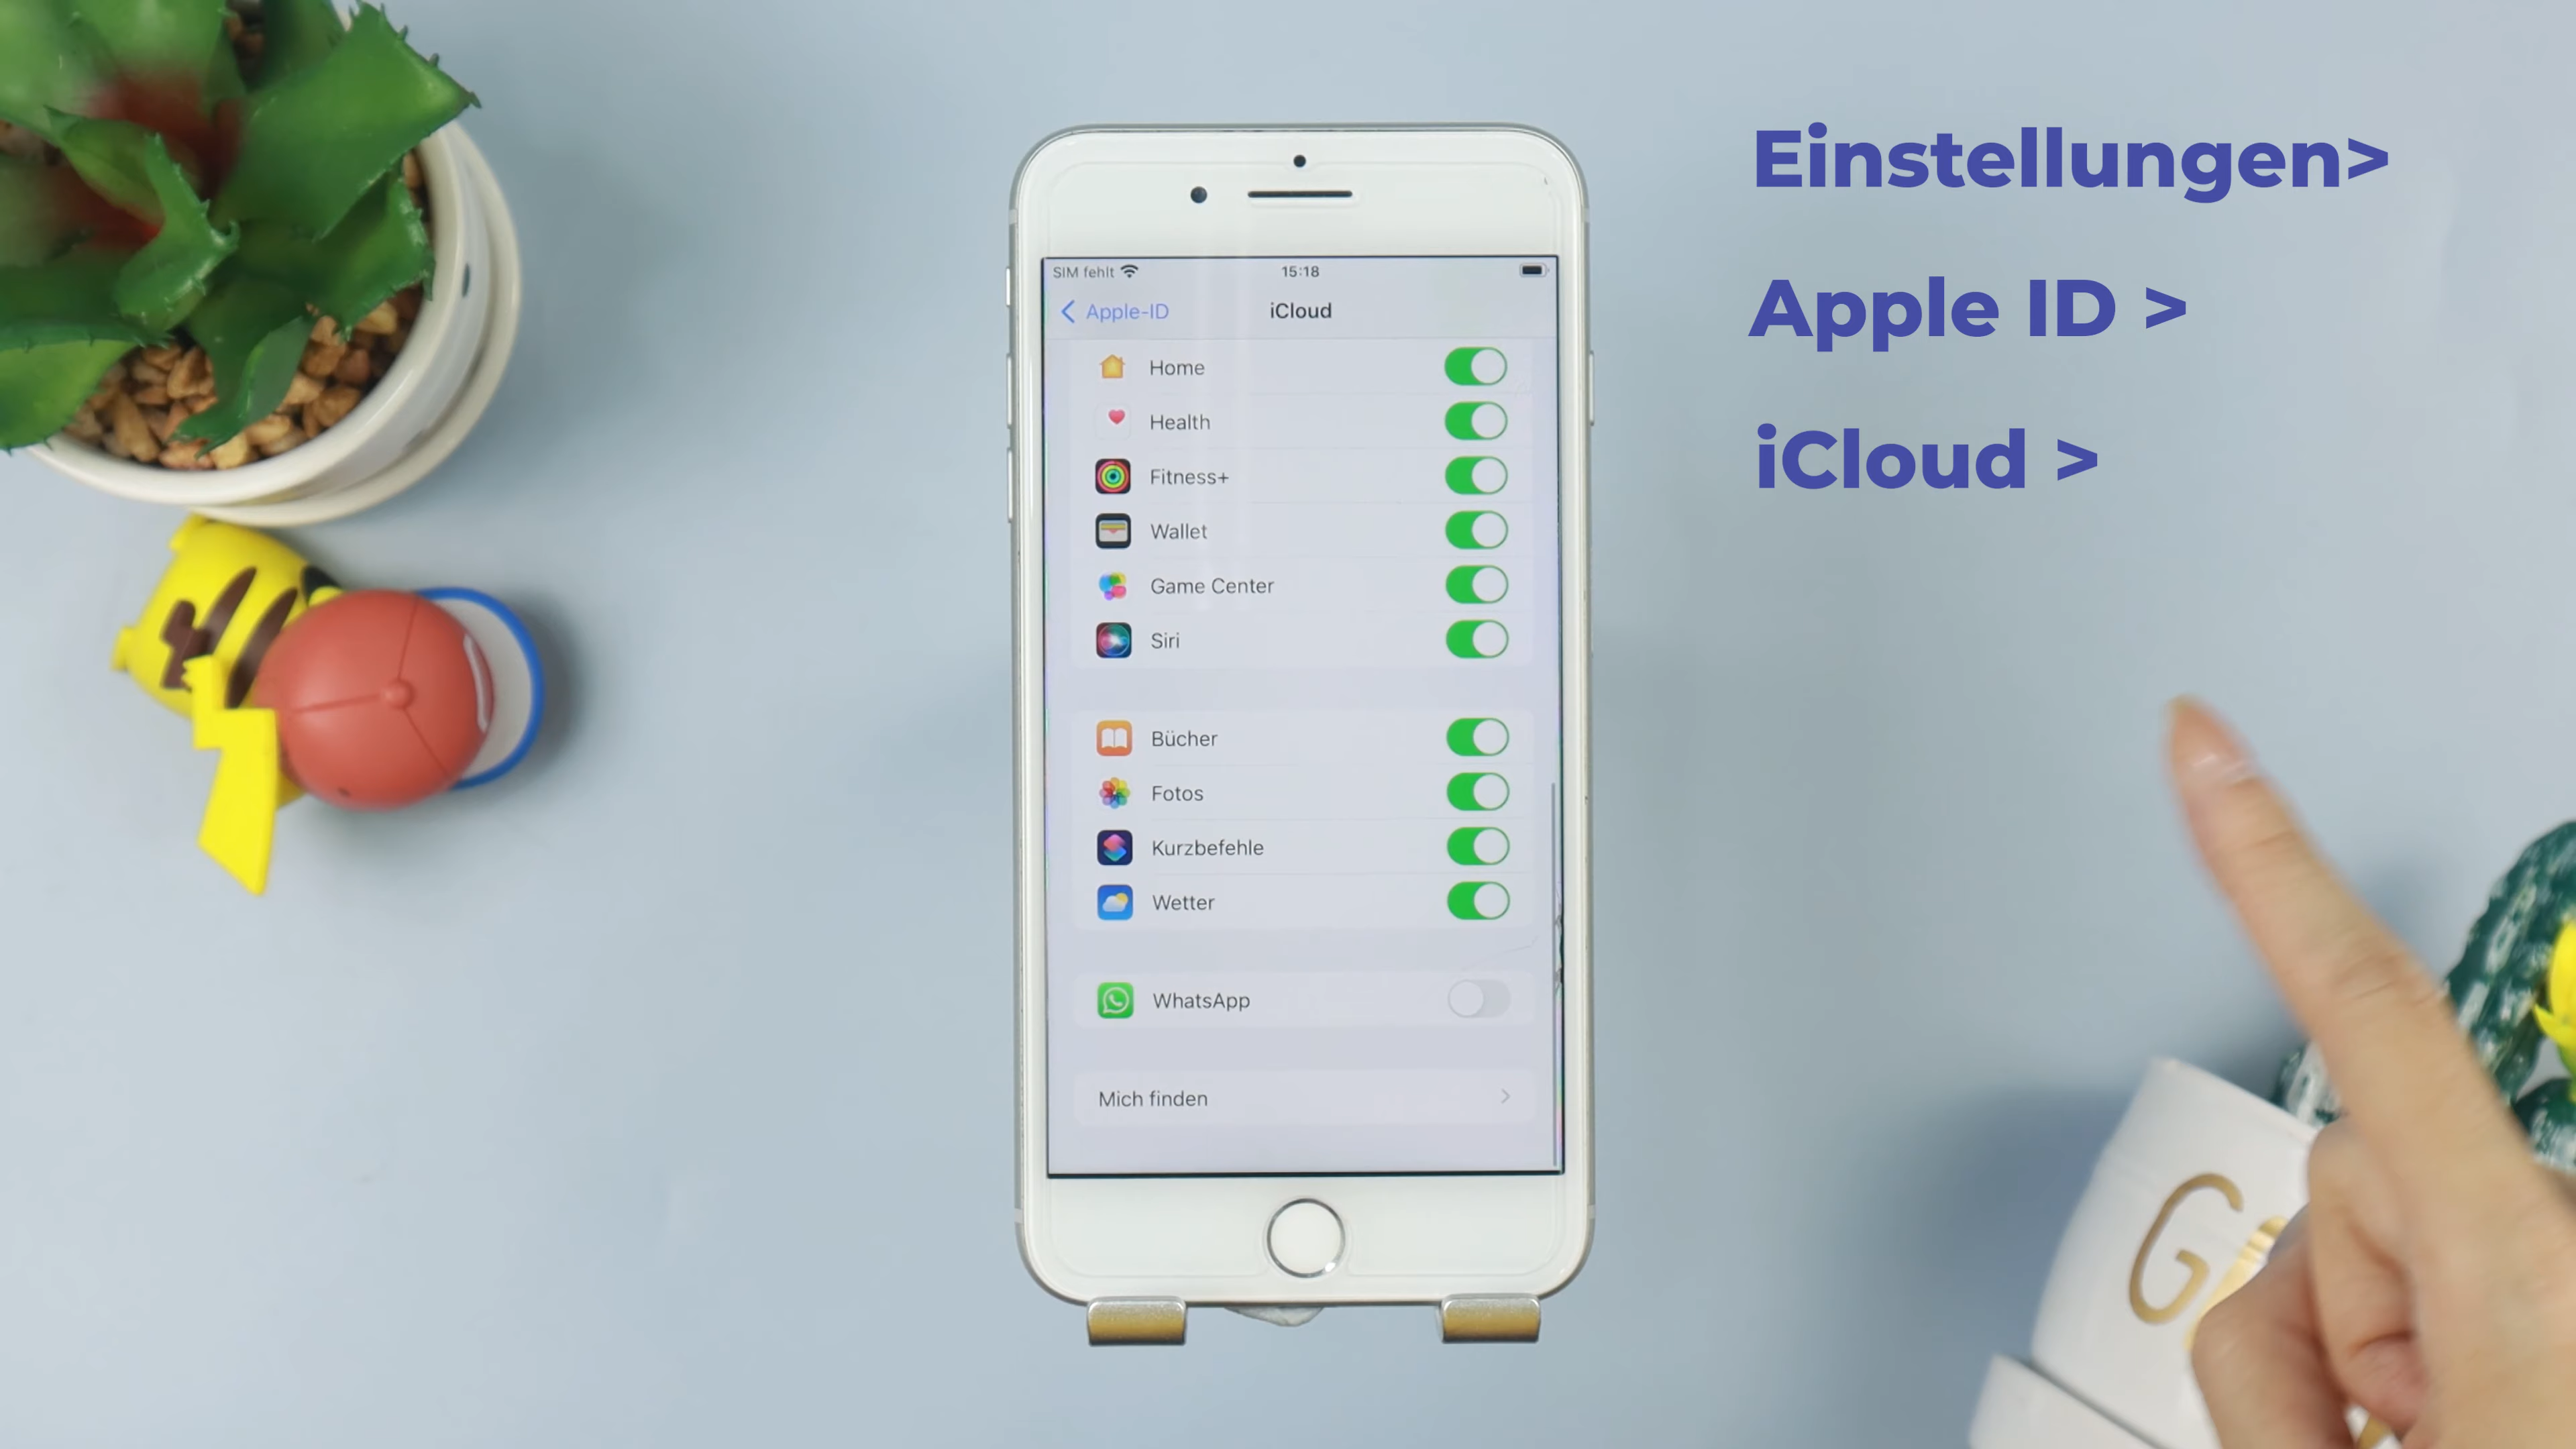 Einstellungen>
Apple ID >
iCloud >
SIM fehlt 15:18
Apple-ID iCloud
Home
Health
Fitness+
Wallet
Game Center
Siri
Bücher
Fotos
Kurzbefehle
Wetter
WhatsApp
Mich finden